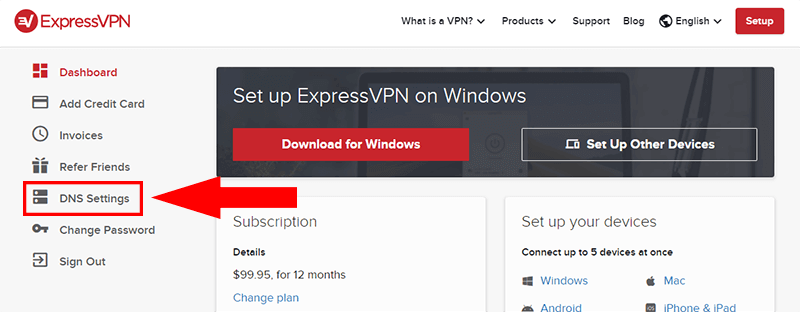 ExpressVPN
What is a VPN?
Products
Support
Blog
English
Setup
Dashboard
Add Credit Card
Invoices
Refer Friends
DNS Settings
Change Password
Sign Out
Set up ExpressVPN on Windows
Download for Windows
Set Up Other Devices
Subscription
Details
$99.95, for 12 months
Change plan
Set up your devices
Connect up to 5 devices at once
Windows
Mac
Android
iPhone & iPad